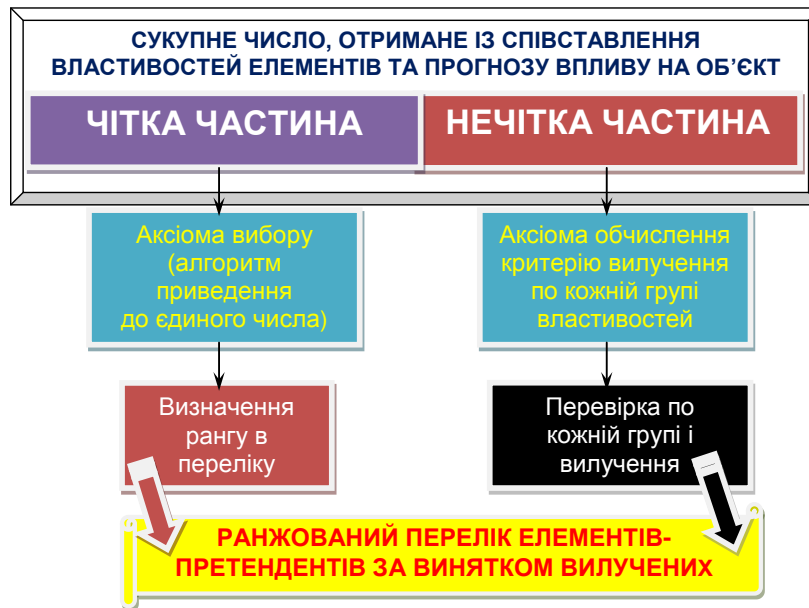 СУКУПНЕ ЧИСЛО, ОТРИМАНЕ ІЗ СПІВСТАВЛЕННЯ
ВЛАСТИВОСТЕЙ ЕЛЕМЕНТІВ ТА ПРОГНОЗУ ВПЛИВУ НА ОБ’ЄКТ
ЧІТКА ЧАСТИНА
НЕЧІТКА ЧАСТИНА
Аксіома вибору
(алгоритм
приведення
до єдиного числа)
Аксіома обчислення
критерію вилучення
по кожній групі
властивостей
Визначення
рангу в
переліку
Перевірка по
кожній групі і
вилучення
РАНЖОВАНИЙ ПЕРЕЛІК ЕЛЕМЕНТІВ-
ПРЕТЕНДЕНТІВ ЗА ВИНЯТКОМ ВИЛУЧЕНИХ